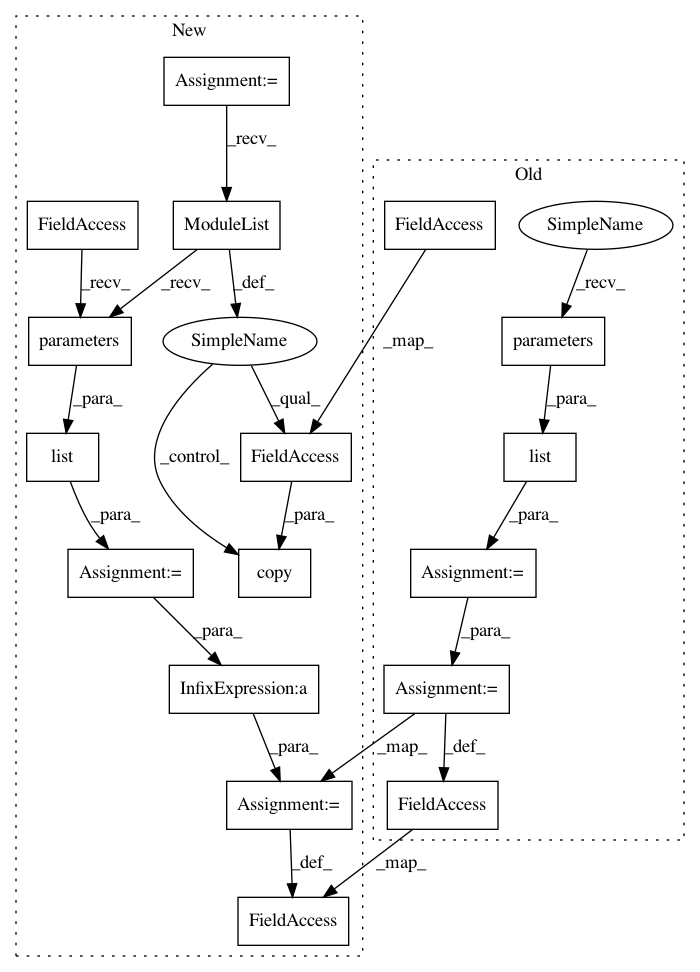 New
Assignment:=
_recv_
Old
FieldAccess
ModuleList
FieldAccess
SimpleName
_recv_
_recv_
_def_
_recv_
parameters
SimpleName
_map_
parameters
_para_
_qual_
_para_
list
_control_
FieldAccess
list
_para_
_para_
_para_
Assignment:=
copy
Assignment:=
_para_
_para_
InfixExpression:a
Assignment:=
_para_
_map_
_def_
Assignment:=
FieldAccess
_def_
_map_
FieldAccess